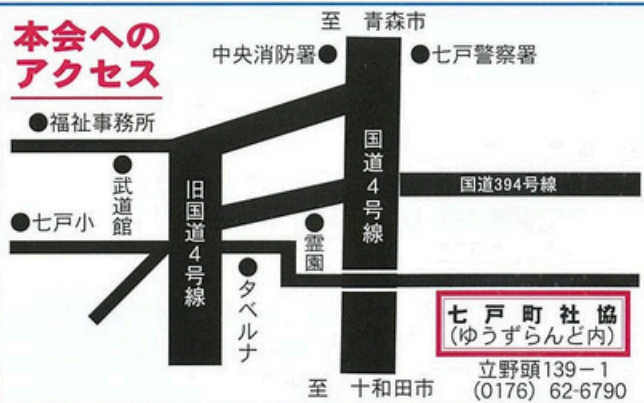 本会への
アクセス
至 青森市
中央消防署●
●七戸警察署
●福祉事務所
●武道館
旧国道4号線
国道4号線
国道394号線
●七戸小
●霊園
●タベルナ
七戸町社協
(ゆうずらんど内)
立野頭139−1
(0176) 62-6790
至 十和田市